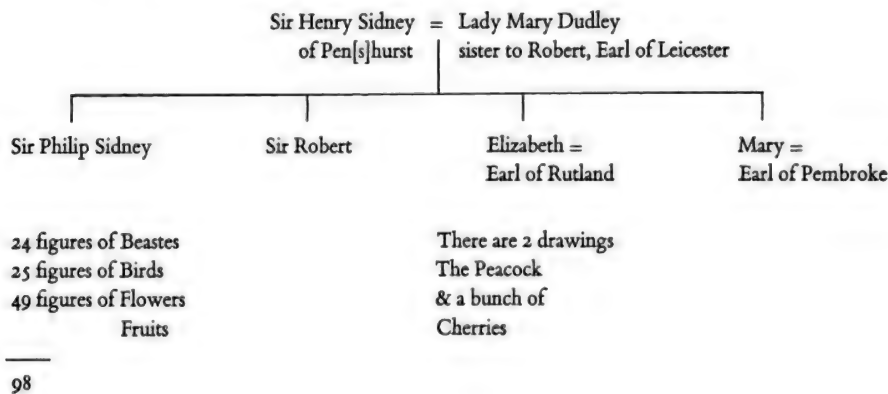 Sir Henry Sidney = Lady Mary Dudley
of Pen[s]hurst sister to Robert, Earl of Leicester
Sir Philip Sidney Sir Robert Elizabeth = Mary =
Earl of Rutland Earl of Pembroke
24 figures of Beastes
25 figures of Birds
49 figures of Flowers
Fruits
98
There are 2 drawings
The Peacock
& a bunch of
Cherries